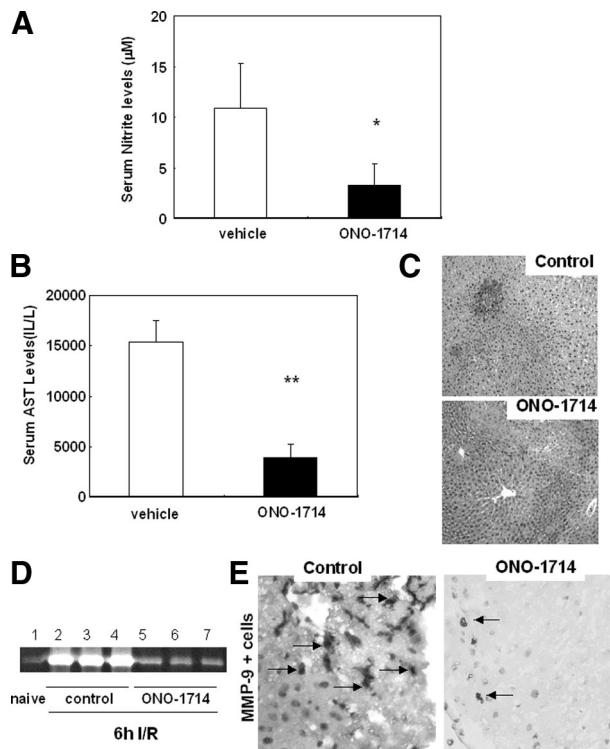 A
Serum Nitrite levels (µM)
20
15
10
5
0
*
vehicle
ONO-1714
B
Serum AST Levels(IL/L)
20000
15000
10000
5000
0
**
vehicle
ONO-1714
C
Control
ONO-1714
D
1 2 3 4 5 6 7
naive control ONO-1714
6h I/R
E
Control
ONO-1714
MMP-9 + cells